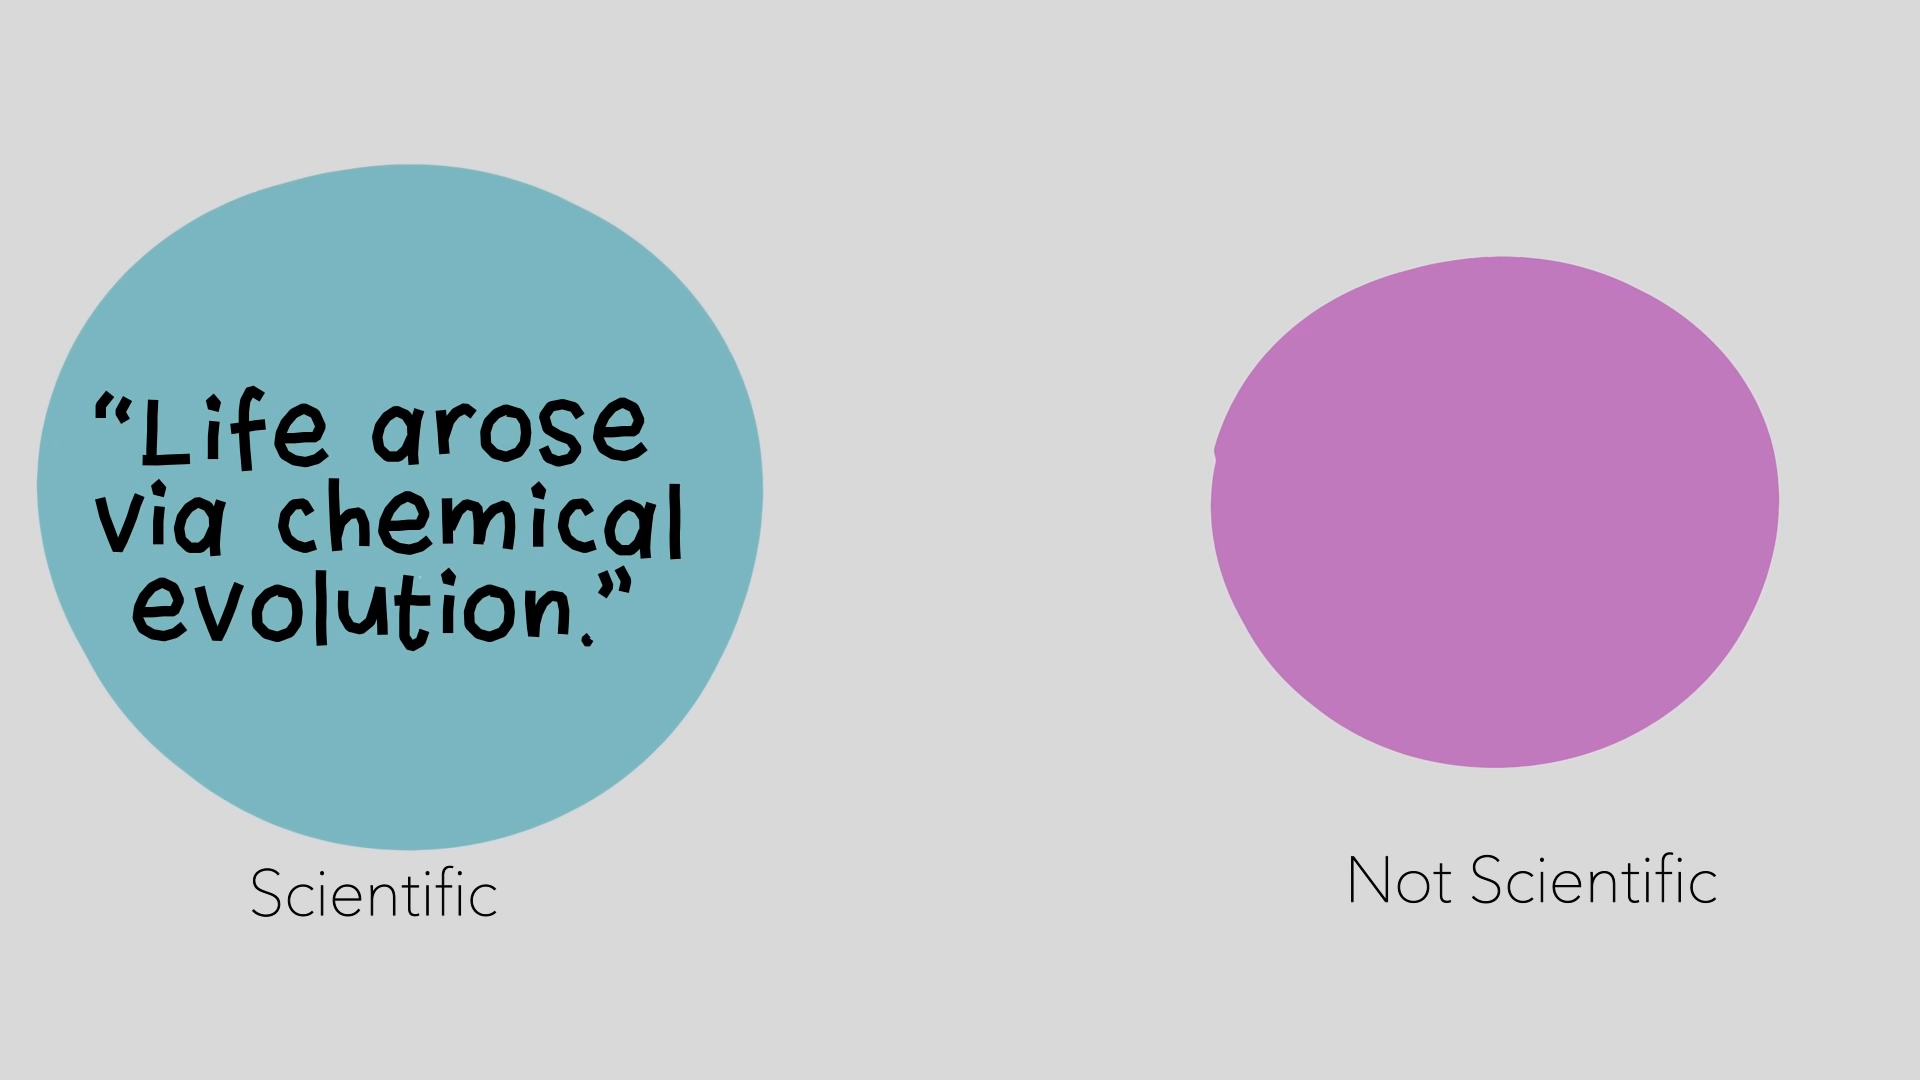 “Life arose
via chemical
evolution.”
Scientific
Not Scientific